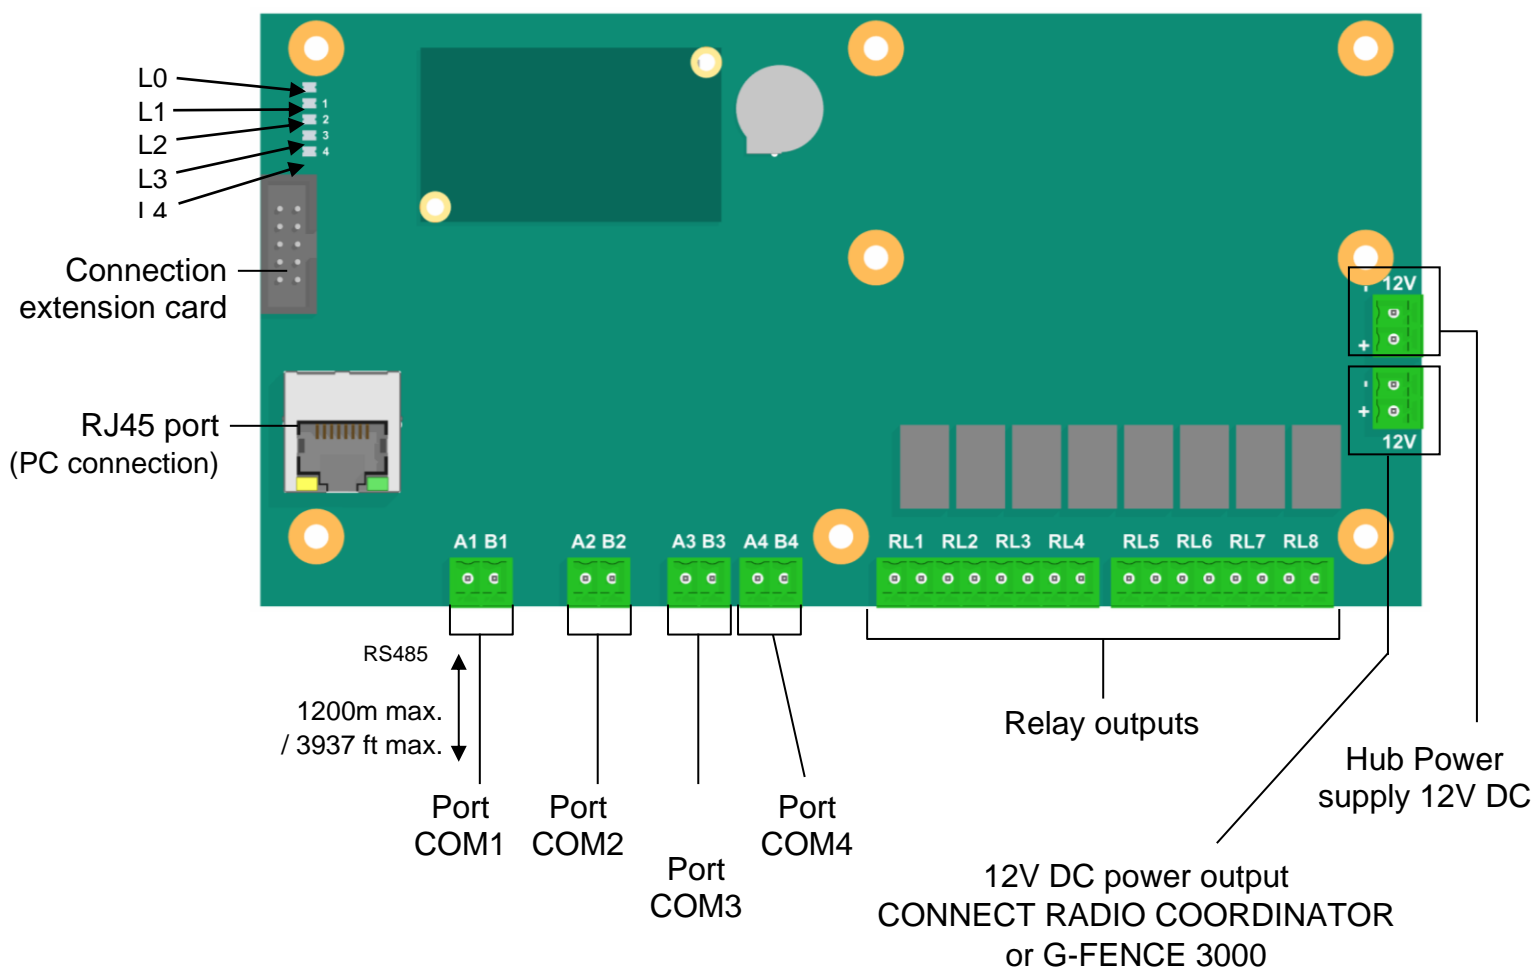 L0
L1
L2
L3
L4
1
2
3
4
Connection
extension card
RJ45 port
(PC connection)
- 12V
+
-
+
12V
A1 B1
A2 B2
A3 B3
A4 B4
RL1 RL2 RL3 RL4
RL5 RL6 RL7 RL8
RS485
1200m max.
/ 3937 ft max.
Port
COM1
Port
COM2
Port
COM3
Port
COM4
Relay outputs
Hub Power
supply 12V DC
12V DC power output
CONNECT RADIO COORDINATOR
or G-FENCE 3000